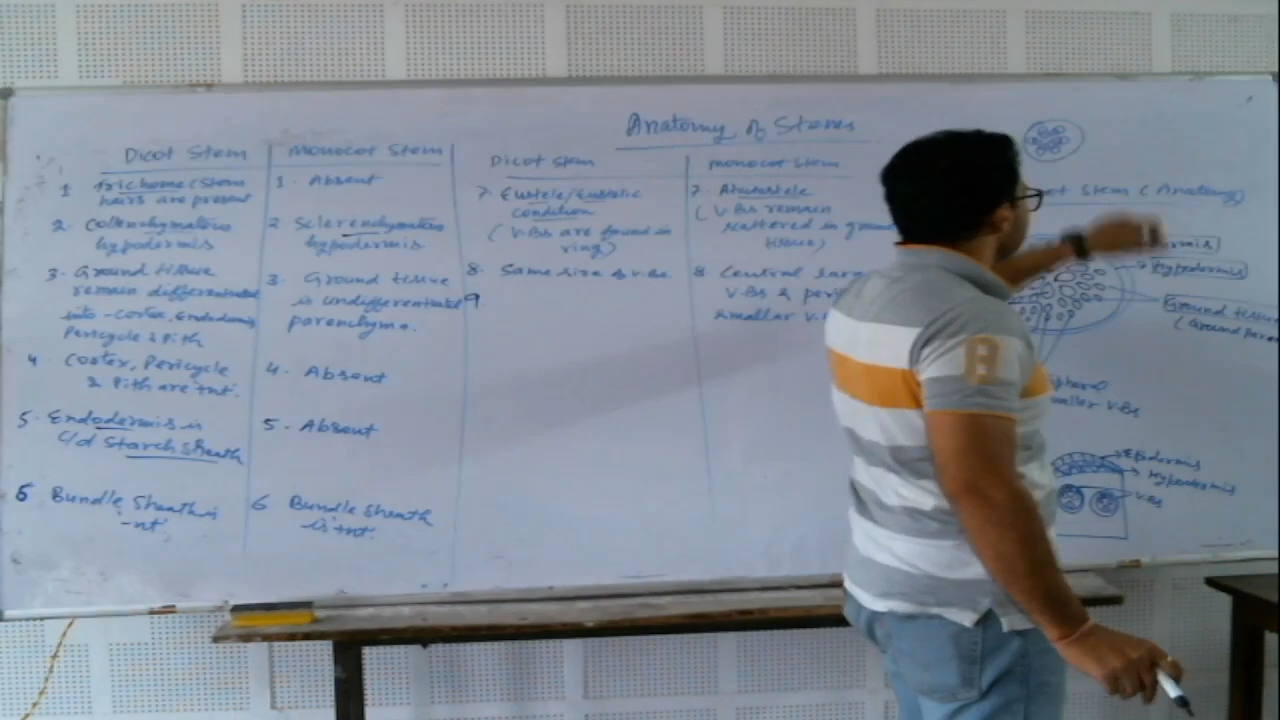 Anatomy of Stems
Dicot Stem
1 trichome (Stem
hairs are present
2. Collenchymatous
hypodermis
3. Ground tissue
remain differentiated
into - Cortex, Endodermis
Pericycle & Pith
4 Cortex, Pericycle
& Pith are +nt.
5. Endodermis is
c/d Starch Sheath
6 Bundle Sheath is
-nt.
Monocot Stem
1. Absent
2 Sclerenchymatous
hypodermis
3. Ground tissue
is undifferentiated
parenchyma.
4. Absent
5. Absent
6 Bundle Sheath
is +nt.
Dicot Stem
7 Eustele/Eustelic
condition
(V.Bs are found in
ring)
8. Same size of V.Bs.
9
Monocot Stem
7. Atactostele
(V.Bs remain
scattered in
tissue)
8 Central
V.Bs &
smaller
Stem (Anatomy)
Hypodermis
Ground tissue
V.Bs
Epidermis
Hypodermis
V.Bs